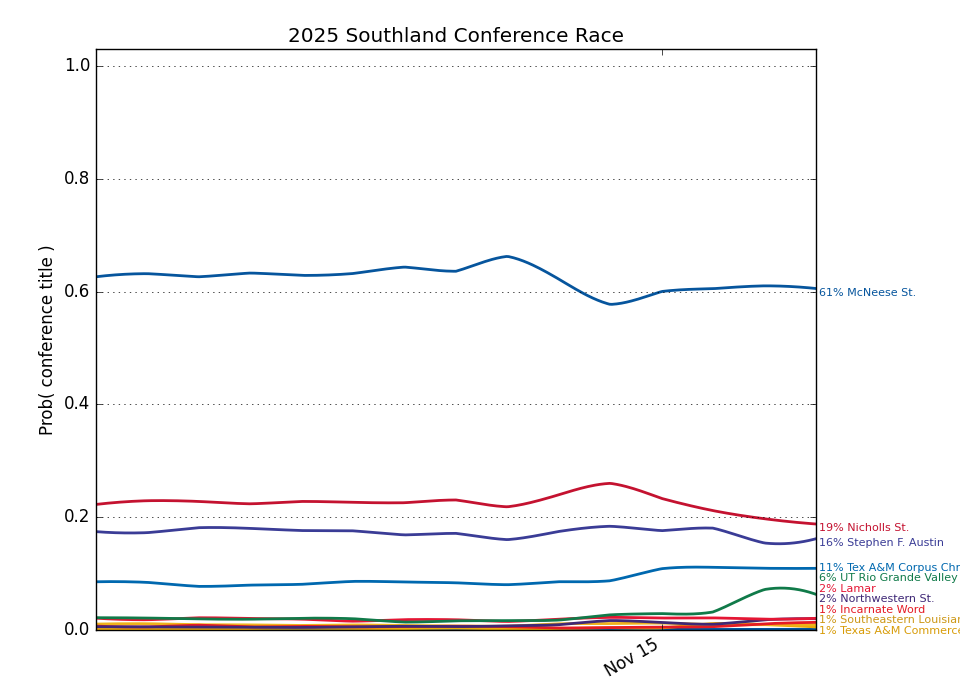 2025 Southland Conference Race
1.0
0.8
0.6
0.4
0.2
0.0
Prob( conference title )
Nov 15
61% McNeese St.
19% Nicholls St.
16% Stephen F. Austin
11% Tex A&M Corpus Chr
6% UT Rio Grande Valley
2% Lamar
2% Northwestern St.
1% Incarnate Word
1% Southeastern Louisian
1% Texas A&M Commerce